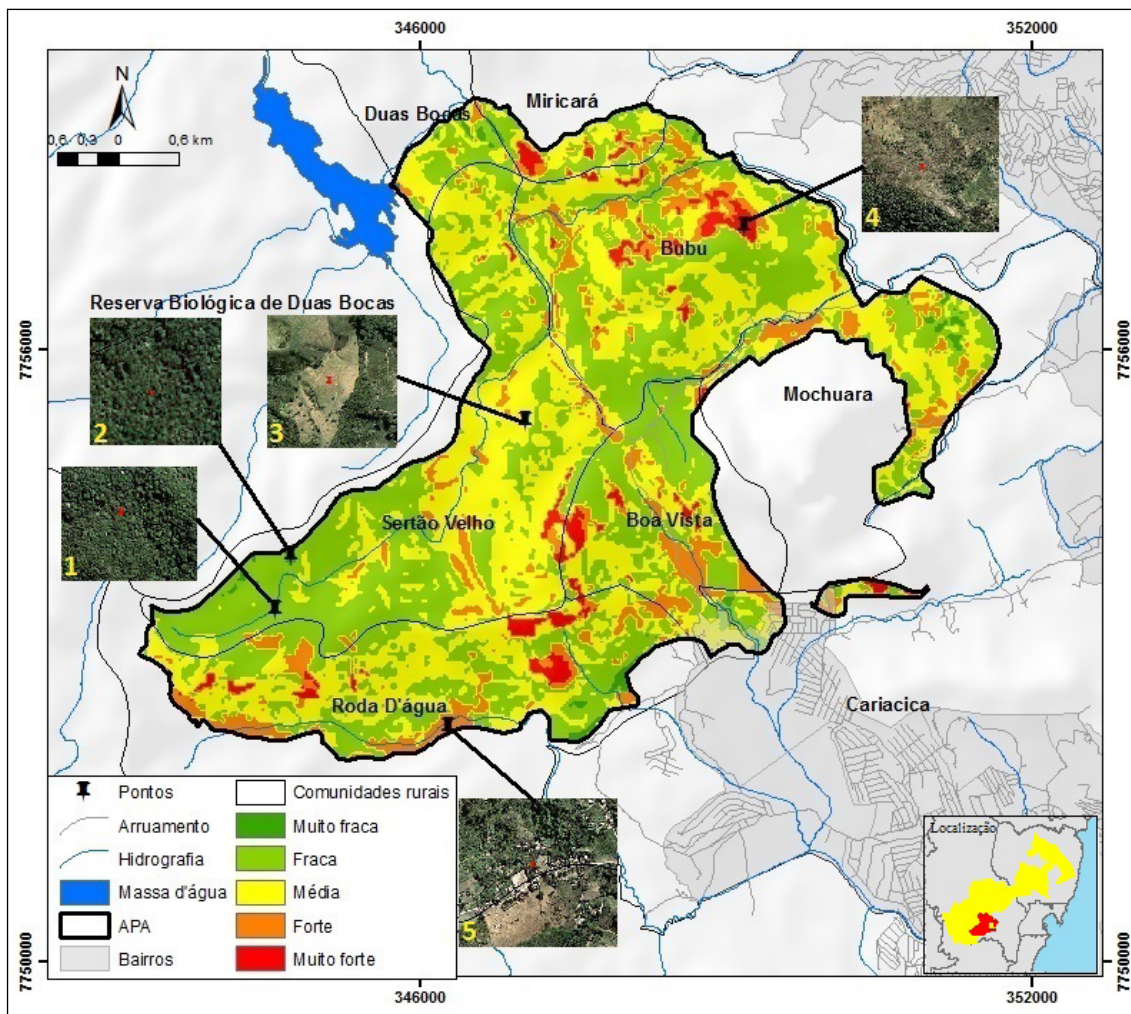 346000 352000
N
0,6 0,3 0 0,6 km
Duas Bocas
Miricará
4
Bubu
Reserva Biológica de Duas Bocas
7756000
7756000
2
3
Mochuara
1
Sertão Velho
Boa Vista
Roda D'água
Cariacica
5
Pontos
Arruamento
Hidrografia
Massa d'água
APA
Bairros
Comunidades rurais
Muito fraca
Fraca
Média
Forte
Muito forte
Localização
7750000
7750000
346000 352000